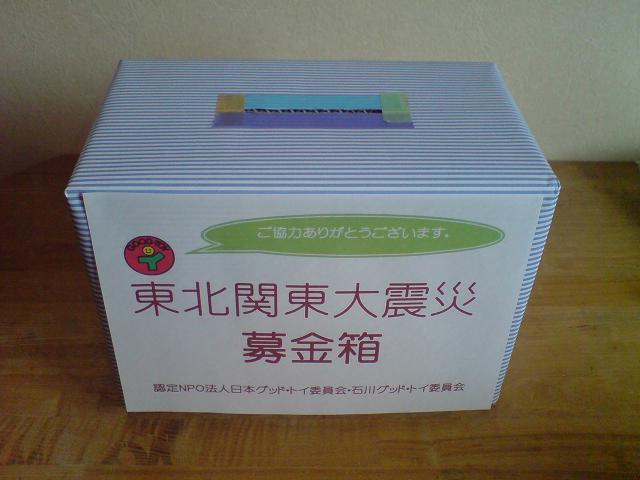 ご協力ありがとうございます。
GOOD TOY
東北関東大震災
募金箱
認定NPO法人日本グッド・トイ委員会・石川グッド・トイ委員会